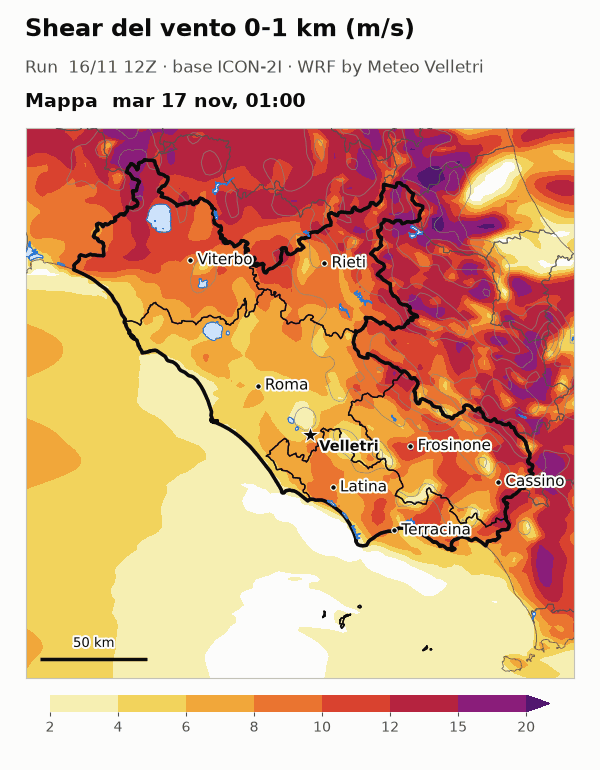 Shear del vento 0-1 km (m/s)
Run  16/11 12Z · base ICON-2I · WRF by Meteo Velletri
Mappa  mar 17 nov, 01:00
Viterbo
Rieti
Roma
Velletri
Frosinone
Cassino
Latina
Terracina
50 km
2 4 6 8 10 12 15 20